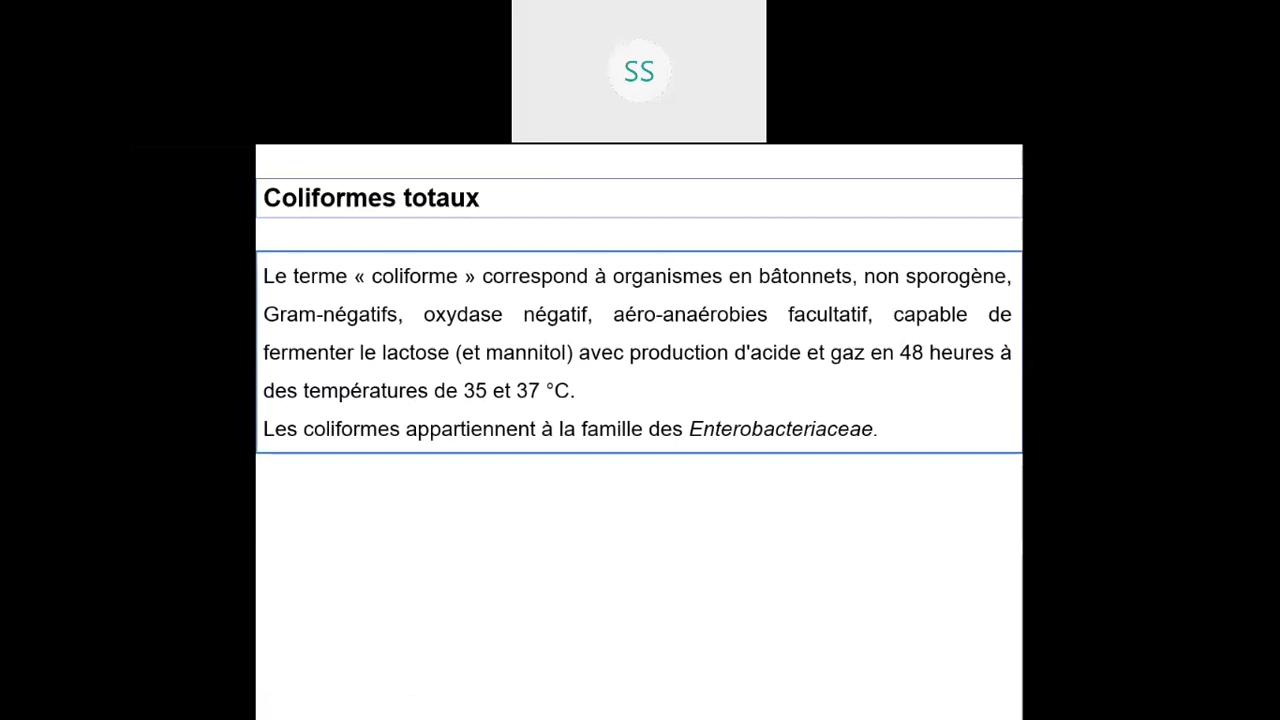 SS
Coliformes totaux
Le terme « coliforme » correspond à organismes en bâtonnets, non sporogène,
Gram-négatifs, oxydase négatif, aéro-anaérobies facultatif, capable de
fermenter le lactose (et mannitol) avec production d'acide et gaz en 48 heures à
des températures de 35 et 37 °C.
Les coliformes appartiennent à la famille des Enterobacteriaceae.